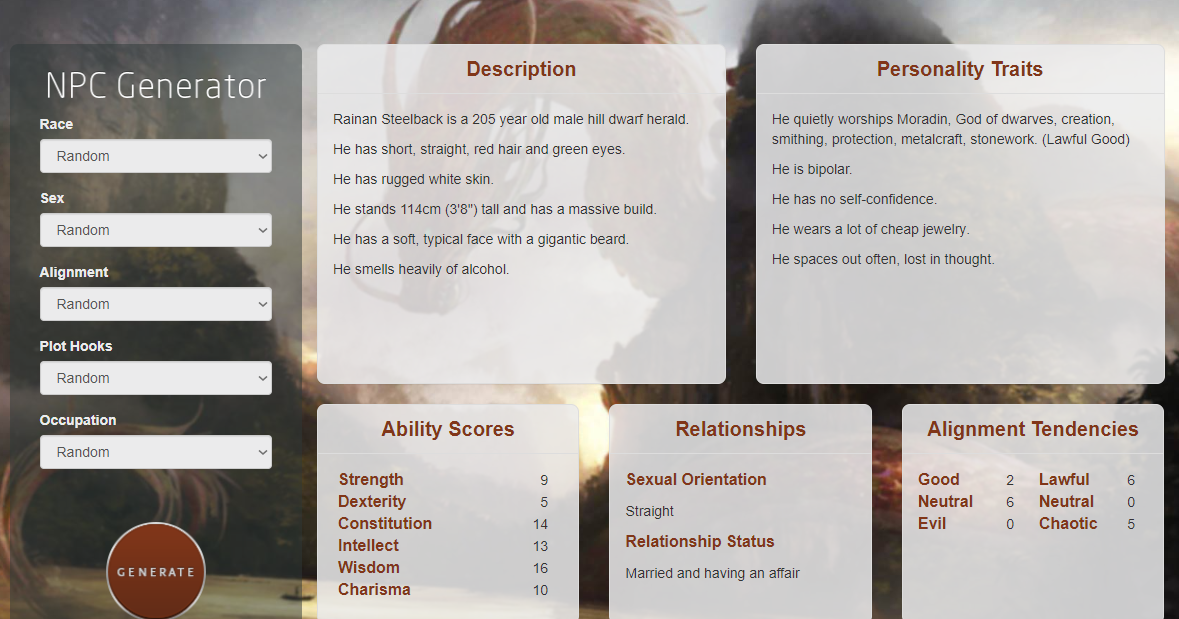 NPC Generator
Race
Random
Sex
Random
Alignment
Random
Plot Hooks
Random
Occupation
Random
GENERATE
Description
Rainan Steelback is a 205 year old male hill dwarf herald.
He has short, straight, red hair and green eyes.
He has rugged white skin.
He stands 114cm (3'8") tall and has a massive build.
He has a soft, typical face with a gigantic beard.
He smells heavily of alcohol.
Personality Traits
He quietly worships Moradin, God of dwarves, creation,
smithing, protection, metalcraft, stonework. (Lawful Good)
He is bipolar.
He has no self-confidence.
He wears a lot of cheap jewelry.
He spaces out often, lost in thought.
Ability Scores
Strength 9
Dexterity 5
Constitution 14
Intellect 13
Wisdom 16
Charisma 10
Relationships
Sexual Orientation
Straight
Relationship Status
Married and having an affair
Alignment Tendencies
Good 2 Lawful 6
Neutral 6 Neutral 0
Evil 0 Chaotic 5